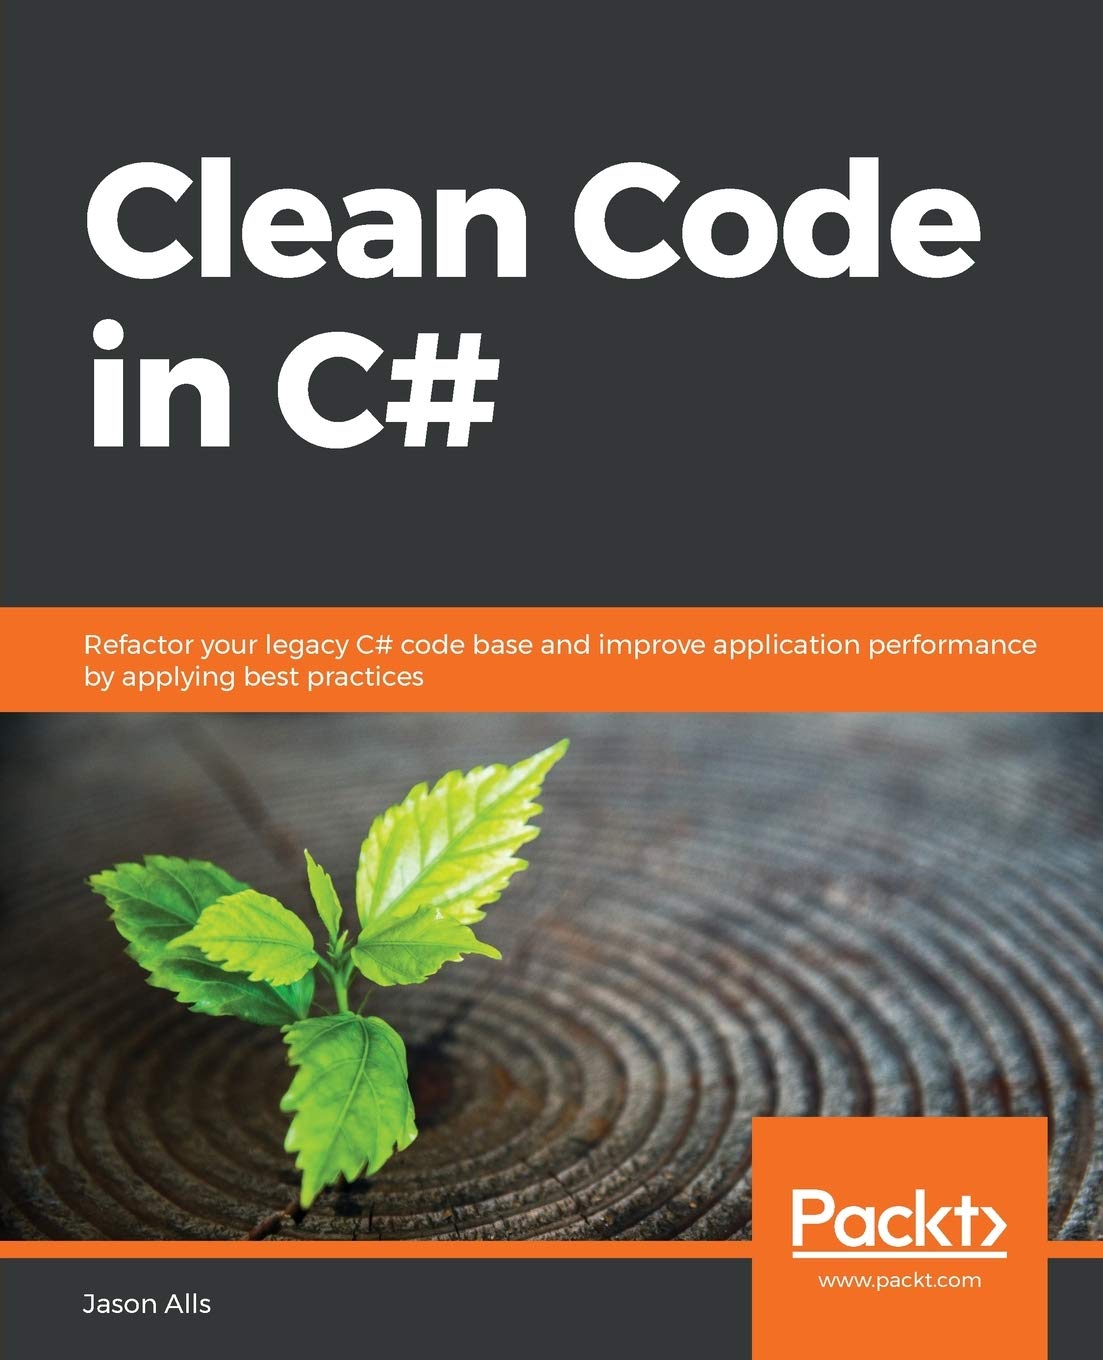 Clean Code
in C#
Refactor your legacy C# code base and improve application performance
by applying best practices
Packt>
www.packt.com
Jason Alls